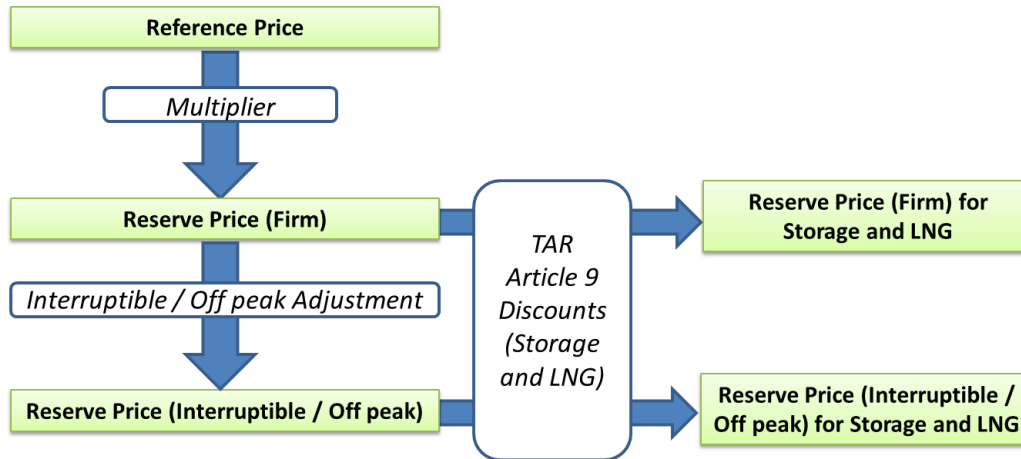 Reference Price
Multiplier
Reserve Price (Firm)
Interruptible / Off peak Adjustment
Reserve Price (Interruptible / Off peak)
TAR
Article 9
Discounts
(Storage
and LNG)
Reserve Price (Firm) for
Storage and LNG
Reserve Price (Interruptible /
Off peak) for Storage and LNG